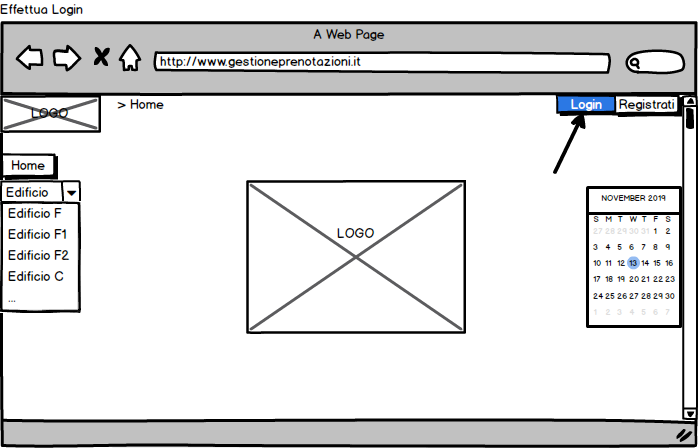 Effettua Login
A Web Page
http://www.gestioneprenotazioni.it
LOGO
> Home
Login
Registrati
Home
Edificio
Edificio F
Edificio F1
Edificio F2
Edificio C
...
LOGO
NOVEMBER 2019
S M T W T F S
27 28 29 30 31 1 2
3 4 5 6 7 8 9
10 11 12 13 14 15 16
17 18 19 20 21 22 23
24 25 26 27 28 29 30
1 2 3 4 5 6 7